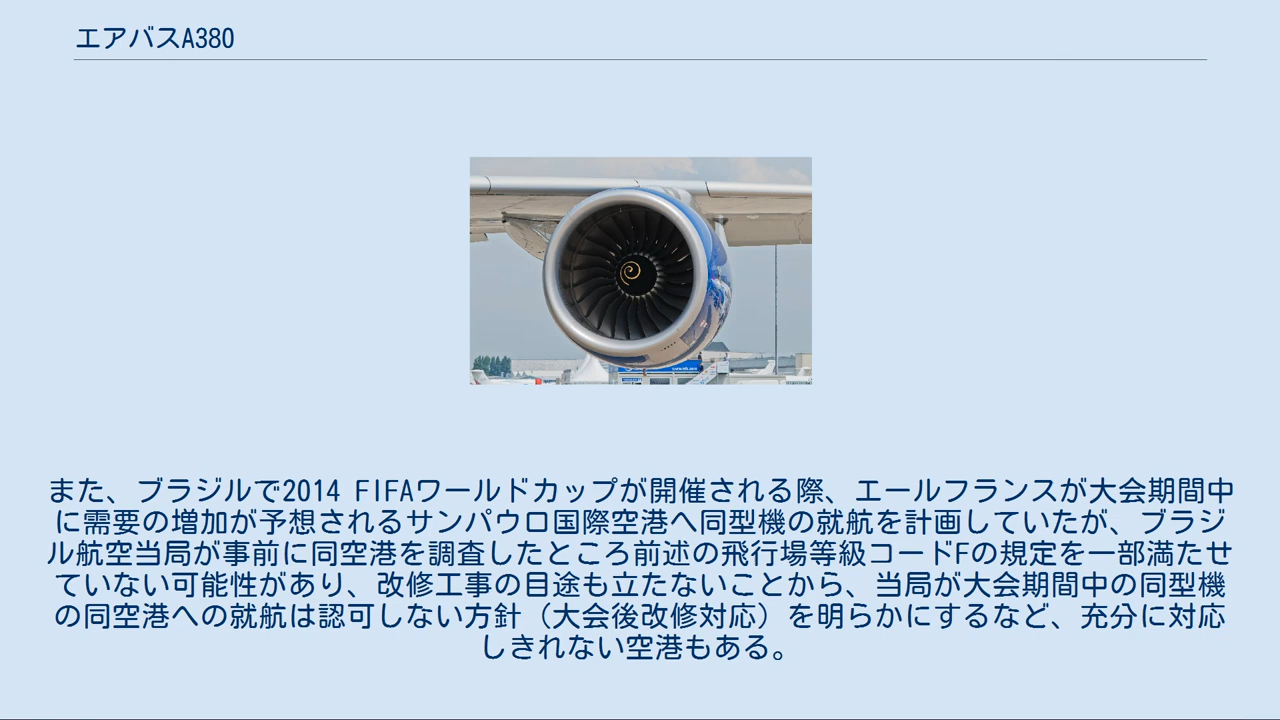 エアバスA380
また、ブラジルで2014 FIFAワールドカップが開催される際、エールフランスが大会期間中
に需要の増加が予想されるサンパウロ国際空港へ同型機の就航を計画していたが、ブラジ
ル航空当局が事前に同空港を調査したところ前述の飛行場等級コードFの規定を一部満たせ
ていない可能性があり、改修工事の目途も立たないことから、当局が大会期間中の同型機
の同空港への就航は認可しない方針（大会後改修対応）を明らかにするなど、充分に対応
しきれない空港もある。